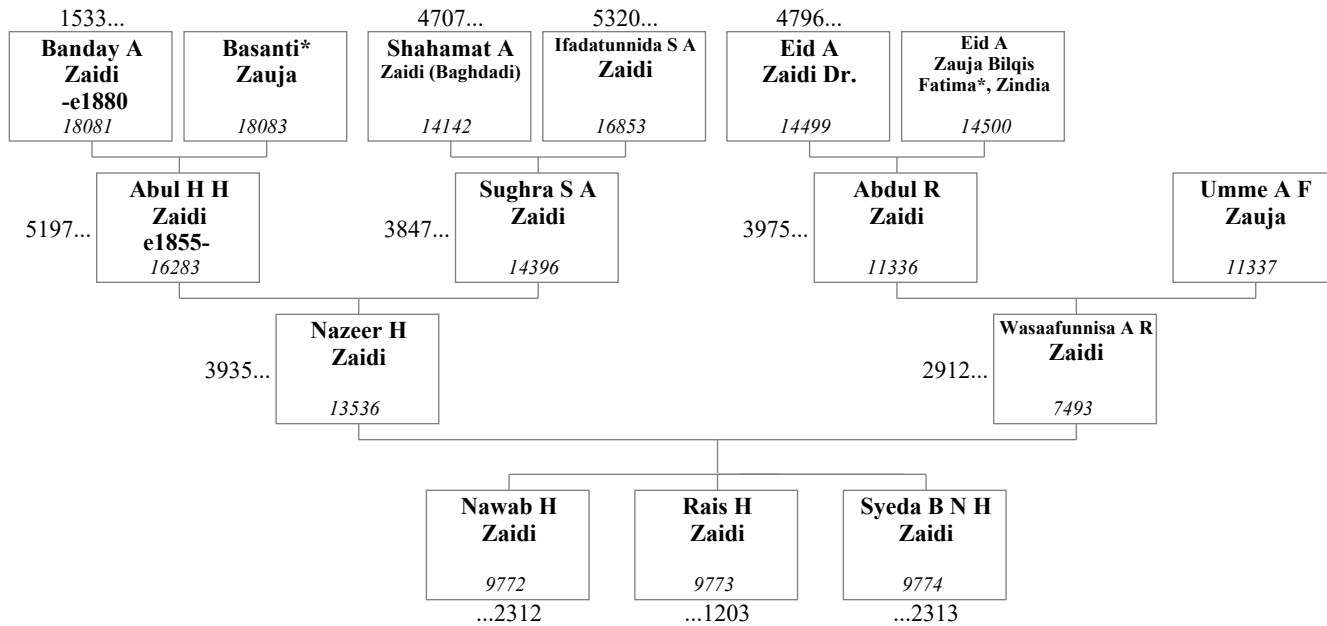 1533...
4707...
5320...
4796...
Banday A
Zaidi
-e1880
18081
Basanti*
Zauja
18083
Shahamat A
Zaidi (Baghdadi)
14142
Ifadatunnida S A
Zaidi
16853
Eid A
Zaidi Dr.
14499
Eid A
Zauja Bilqis
Fatima*, Zindia
14500
5197...
Abul H H
Zaidi
e1855-
16283
3847...
Sughra S A
Zaidi
14396
3975...
Abdul R
Zaidi
11336
Umme A F
Zauja
11337
3935...
Nazeer H
Zaidi
13536
2912...
Wasaafunnisa A R
Zaidi
7493
Nawab H
Zaidi
9772
...2312
Rais H
Zaidi
9773
...1203
Syeda B N H
Zaidi
9774
...2313